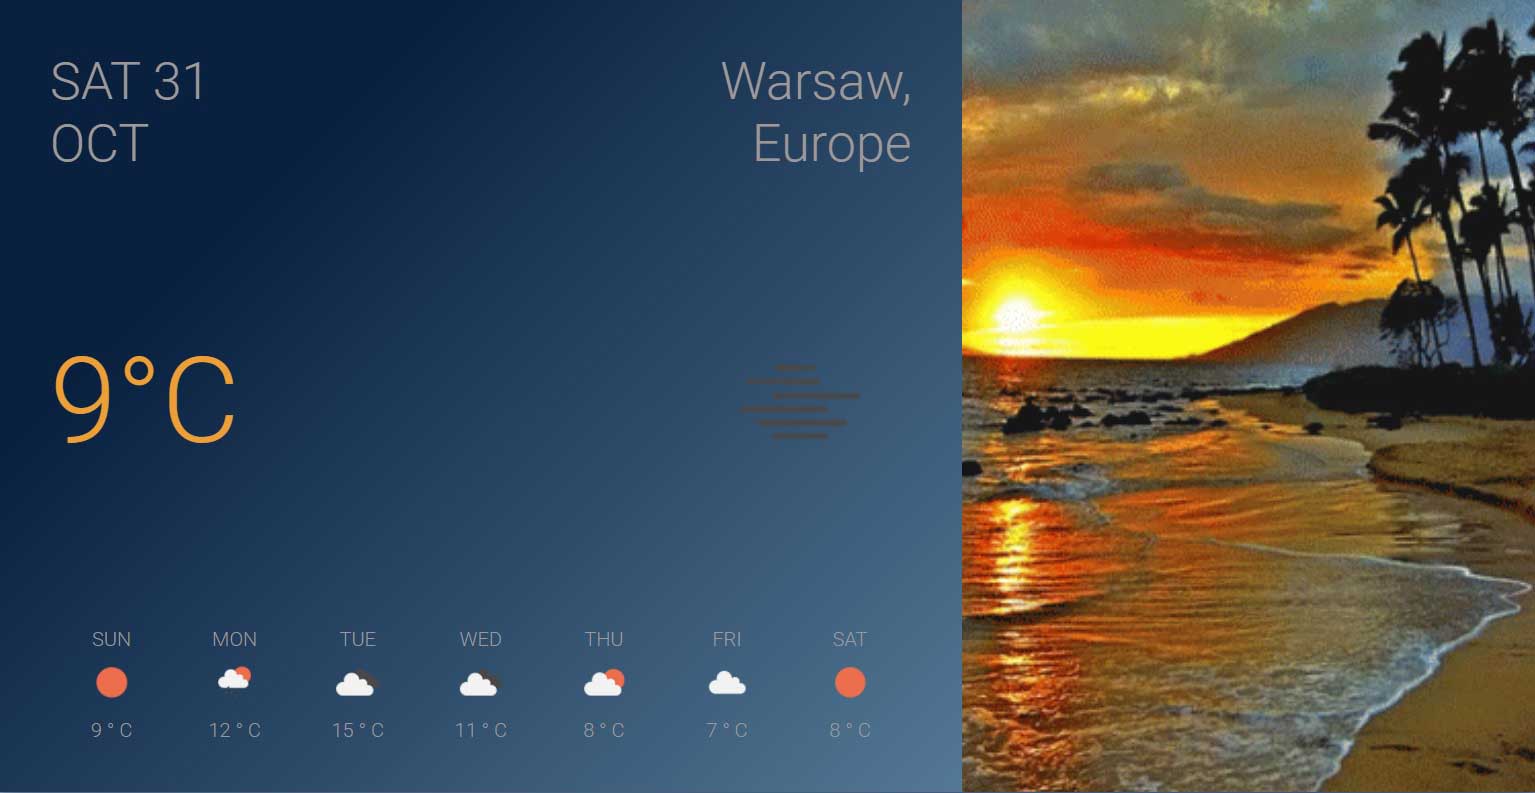 SAT 31
OCT
Warsaw,
Europe
9°C
SUN MON TUE WED THU FRI SAT
9 ° C 12 ° C 15 ° C 11 ° C 8 ° C 7 ° C 8 ° C